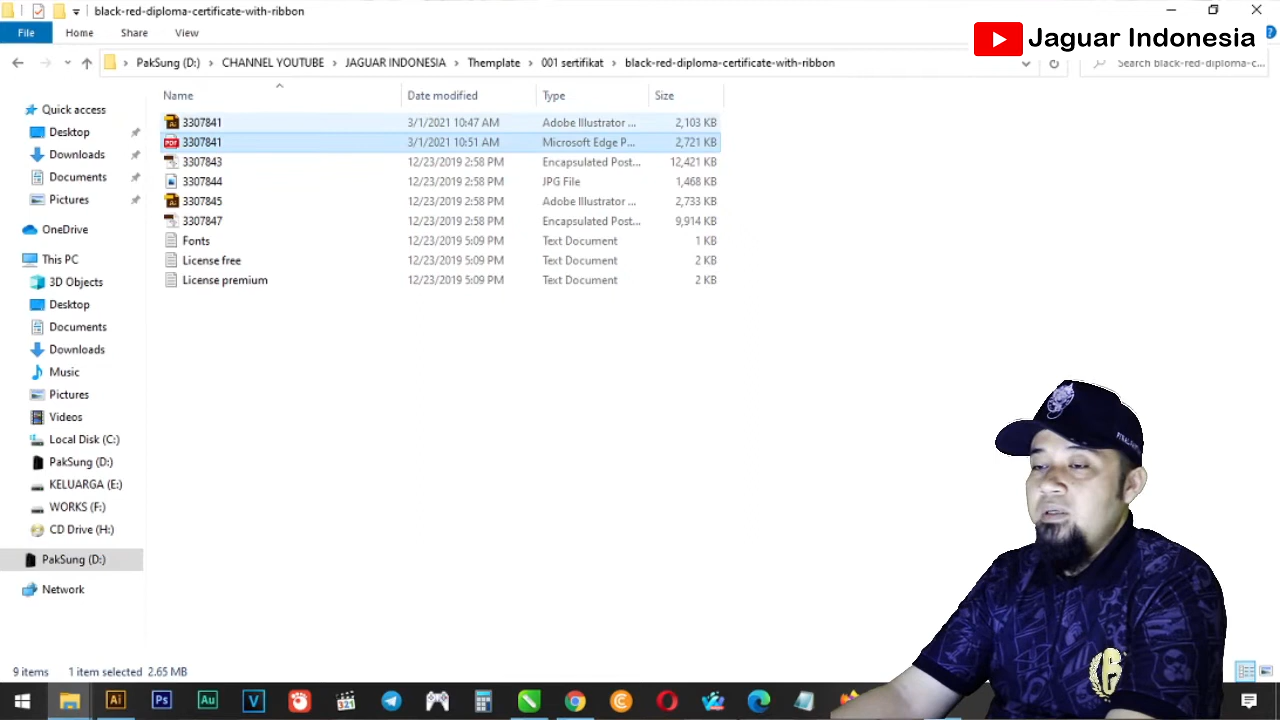 black-red-diploma-certificate-with-ribbon
Jaguar Indonesia
File Home Share View
PakSung (D:) CHANNEL YOUTUBE JAGUAR INDONESIA Themplate 001 sertifikat black-red-diploma-certificate-with-ribbon
Search black-red-diploma-c...
Name Date modified Type Size
3307841 3/1/2021 10:47 AM Adobe Illustrator ... 2,103 KB
3307841 3/1/2021 10:51 AM Microsoft Edge P... 2,721 KB
3307843 12/23/2019 2:58 PM Encapsulated Post... 12,421 KB
3307844 12/23/2019 2:58 PM JPG File 1,468 KB
3307845 12/23/2019 2:58 PM Adobe Illustrator ... 2,733 KB
3307847 12/23/2019 2:58 PM Encapsulated Post... 9,914 KB
Fonts 12/23/2019 5:09 PM Text Document 1 KB
License free 12/23/2019 5:09 PM Text Document 2 KB
License premium 12/23/2019 5:09 PM Text Document 2 KB
Quick access
Desktop
Downloads
Documents
Pictures
OneDrive
This PC
3D Objects
Desktop
Documents
Downloads
Music
Pictures
Videos
Local Disk (C:)
PakSung (D:)
KELUARGA (E:)
WORKS (F:)
CD Drive (H:)
PakSung (D:)
Network
9 items 1 item selected 2.65 MB
Ai Ps Au V